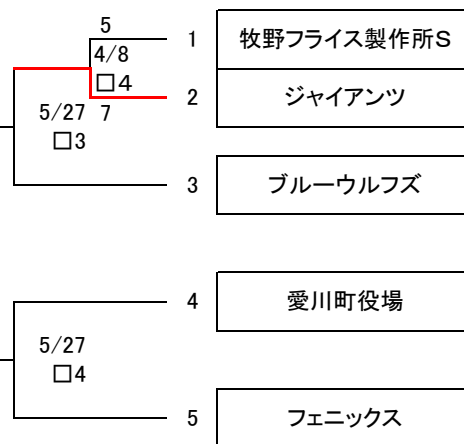 5
1 牧野フライス製作所S
4/8
□4
2 ジャイアンツ
5/27 7
□3
3 ブルーウルフズ
4 愛川町役場
5/27
□4
5 フェニックス